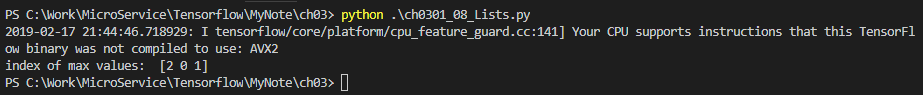 PS C:\Work\MicroService\Tensorflow\MyNote\ch03> python .\ch0301_08_Lists.py
2019-02-17 21:44:46.718929: I tensorflow/core/platform/cpu_feature_guard.cc:141] Your CPU supports instructions that this TensorFl
ow binary was not compiled to use: AVX2
index of max values:  [2 0 1]
PS C:\Work\MicroService\Tensorflow\MyNote\ch03>